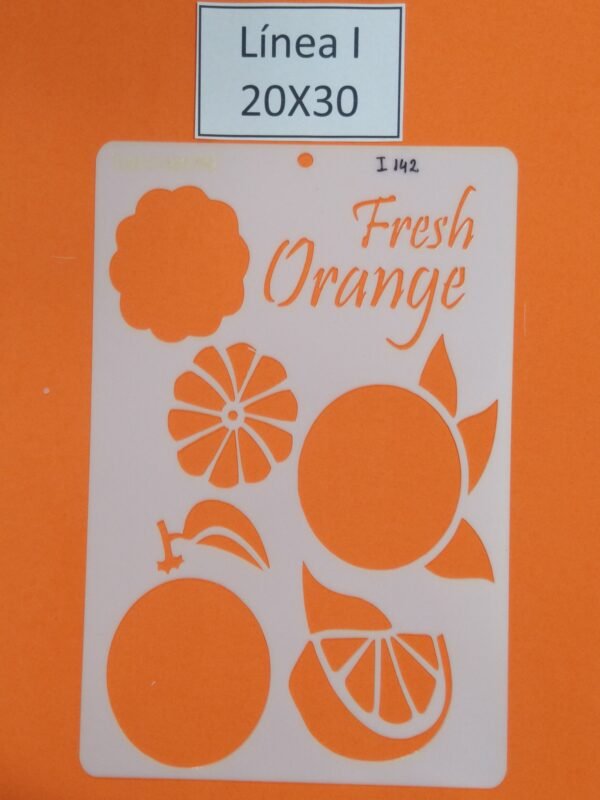 Línea I
20X30
I 142
Fresh
Orange